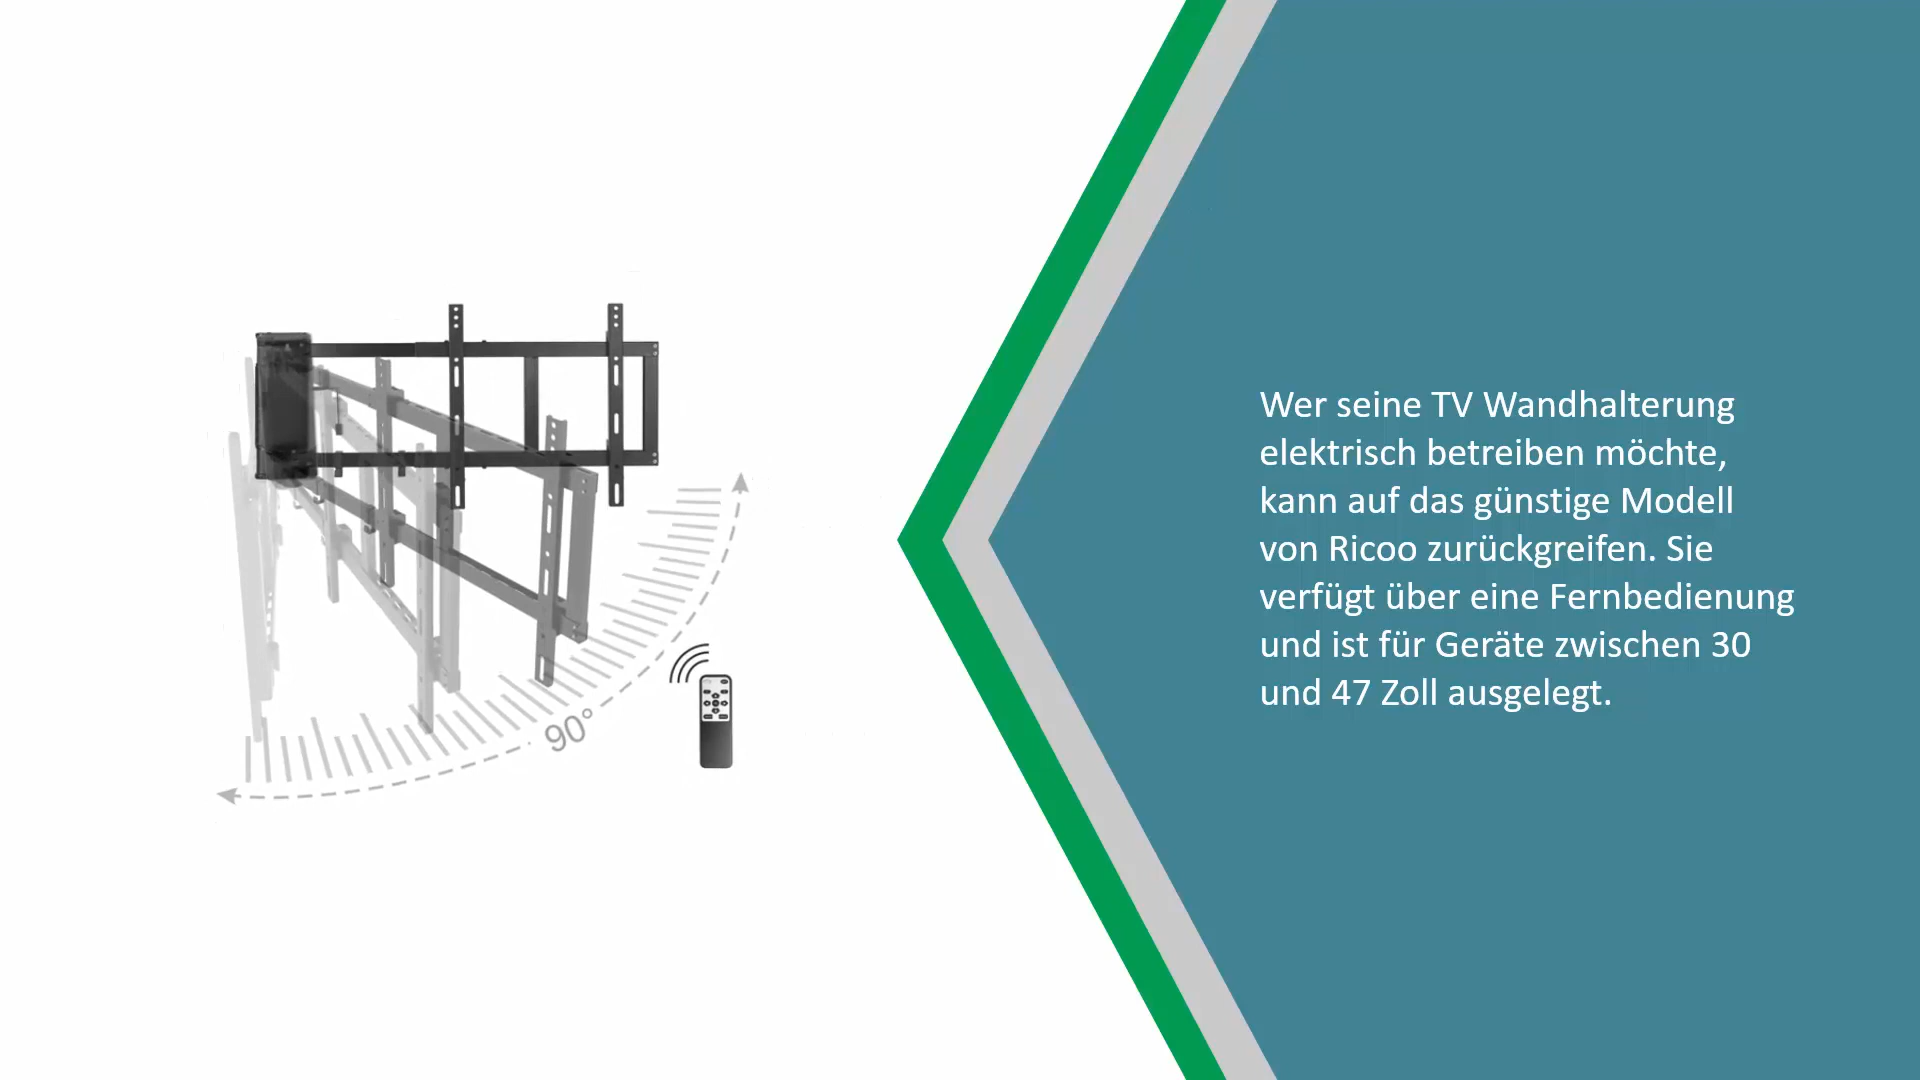 90°
Wer seine TV Wandhalterung
elektrisch betreiben möchte,
kann auf das günstige Modell
von Ricoo zurückgreifen. Sie
verfügt über eine Fernbedienung
und ist für Geräte zwischen 30
und 47 Zoll ausgelegt.